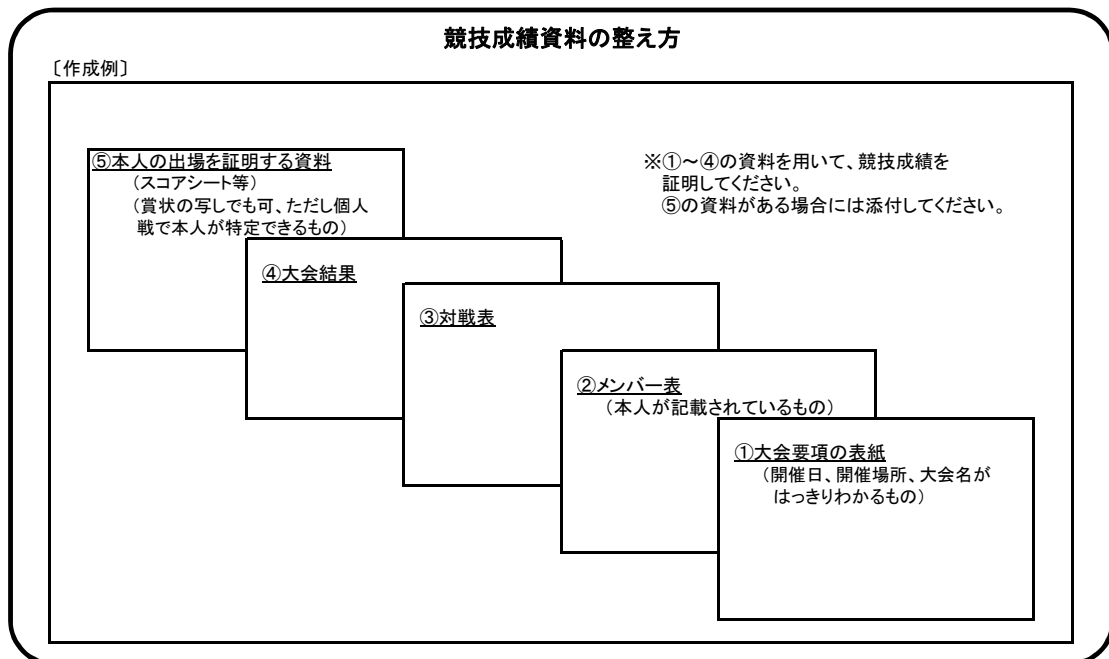 競技成績資料の整え方
〔作成例〕
⑤本人の出場を証明する資料
(スコアシート等)
(賞状の写しでも可、ただし個人
戦で本人が特定できるもの)
※①~④の資料を用いて、競技成績を
証明してください。
⑤の資料がある場合には添付してください。
④大会結果
③対戦表
②メンバー表
(本人が記載されているもの)
①大会要項の表紙
(開催日、開催場所、大会名が
はっきりわかるもの)